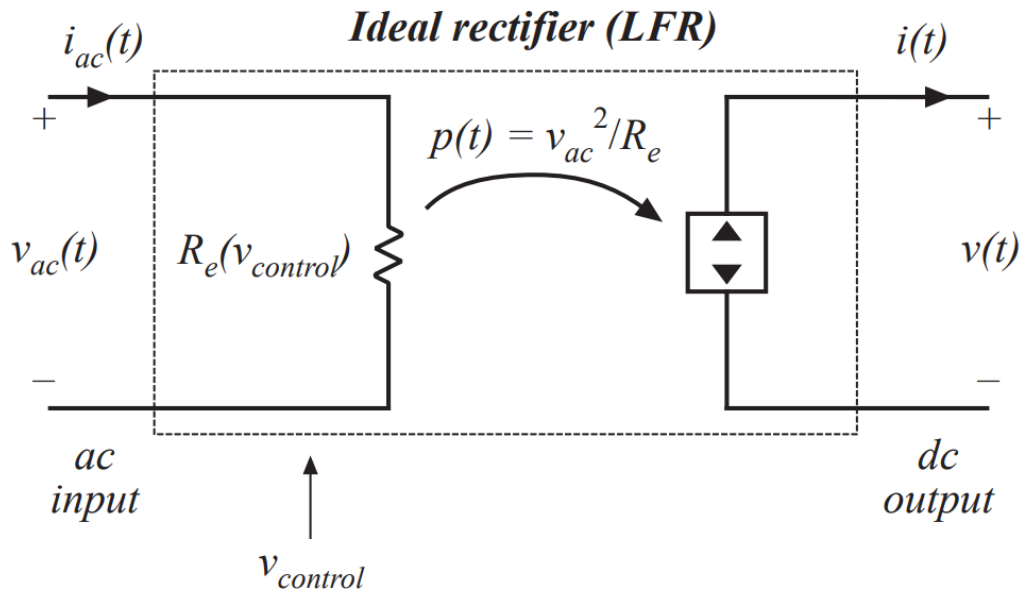 Ideal rectifier (LFR)
i_ac(t)
i(t)
+
+
p(t) = v_ac^2/R_e
v_ac(t)
R_e(v_control)
v(t)
–
–
ac
input
dc
output
v_control